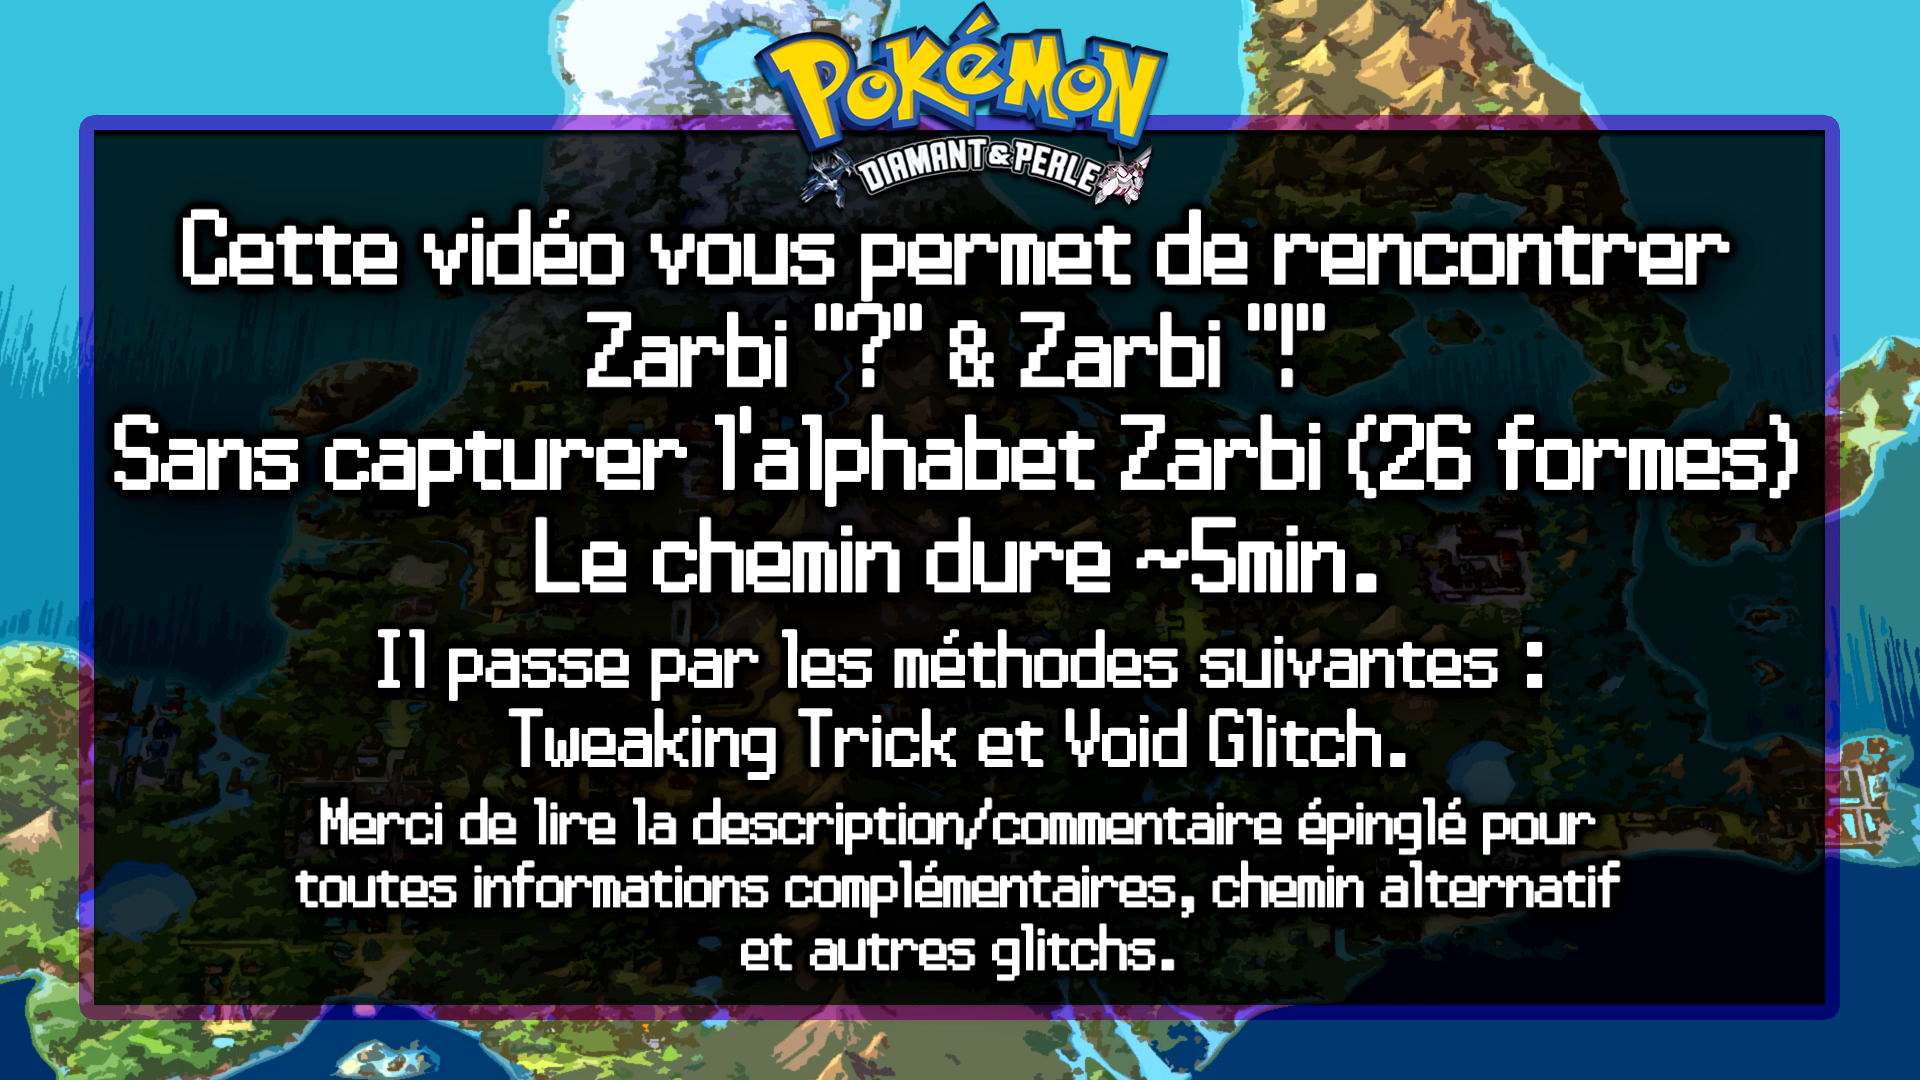 POKéMON
DIAMANT & PERLE
Cette vidéo vous permet de rencontrer
Zarbi "?" & Zarbi "!"
Sans capturer l'alphabet Zarbi (26 formes)
Le chemin dure ~5min.
Il passe par les méthodes suivantes :
Tweaking Trick et Void Glitch.
Merci de lire la description/commentaire épinglé pour
toutes informations complémentaires, chemin alternatif
et autres glitchs.